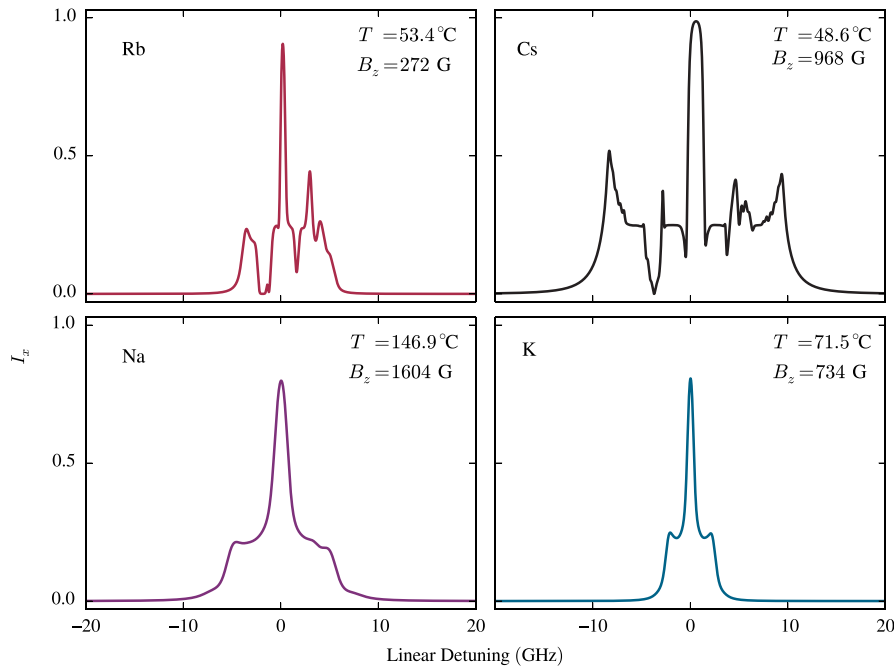 1.0
Rb
T =53.4°C
B_z=272 G
0.5
0.0
Cs
T =48.6°C
B_z=968 G
1.0
Na
T =146.9°C
B_z=1604 G
0.5
0.0
K
T =71.5°C
B_z=734 G
I_x
−20 −10 0 10 20
−10 0 10 20
Linear Detuning (GHz)